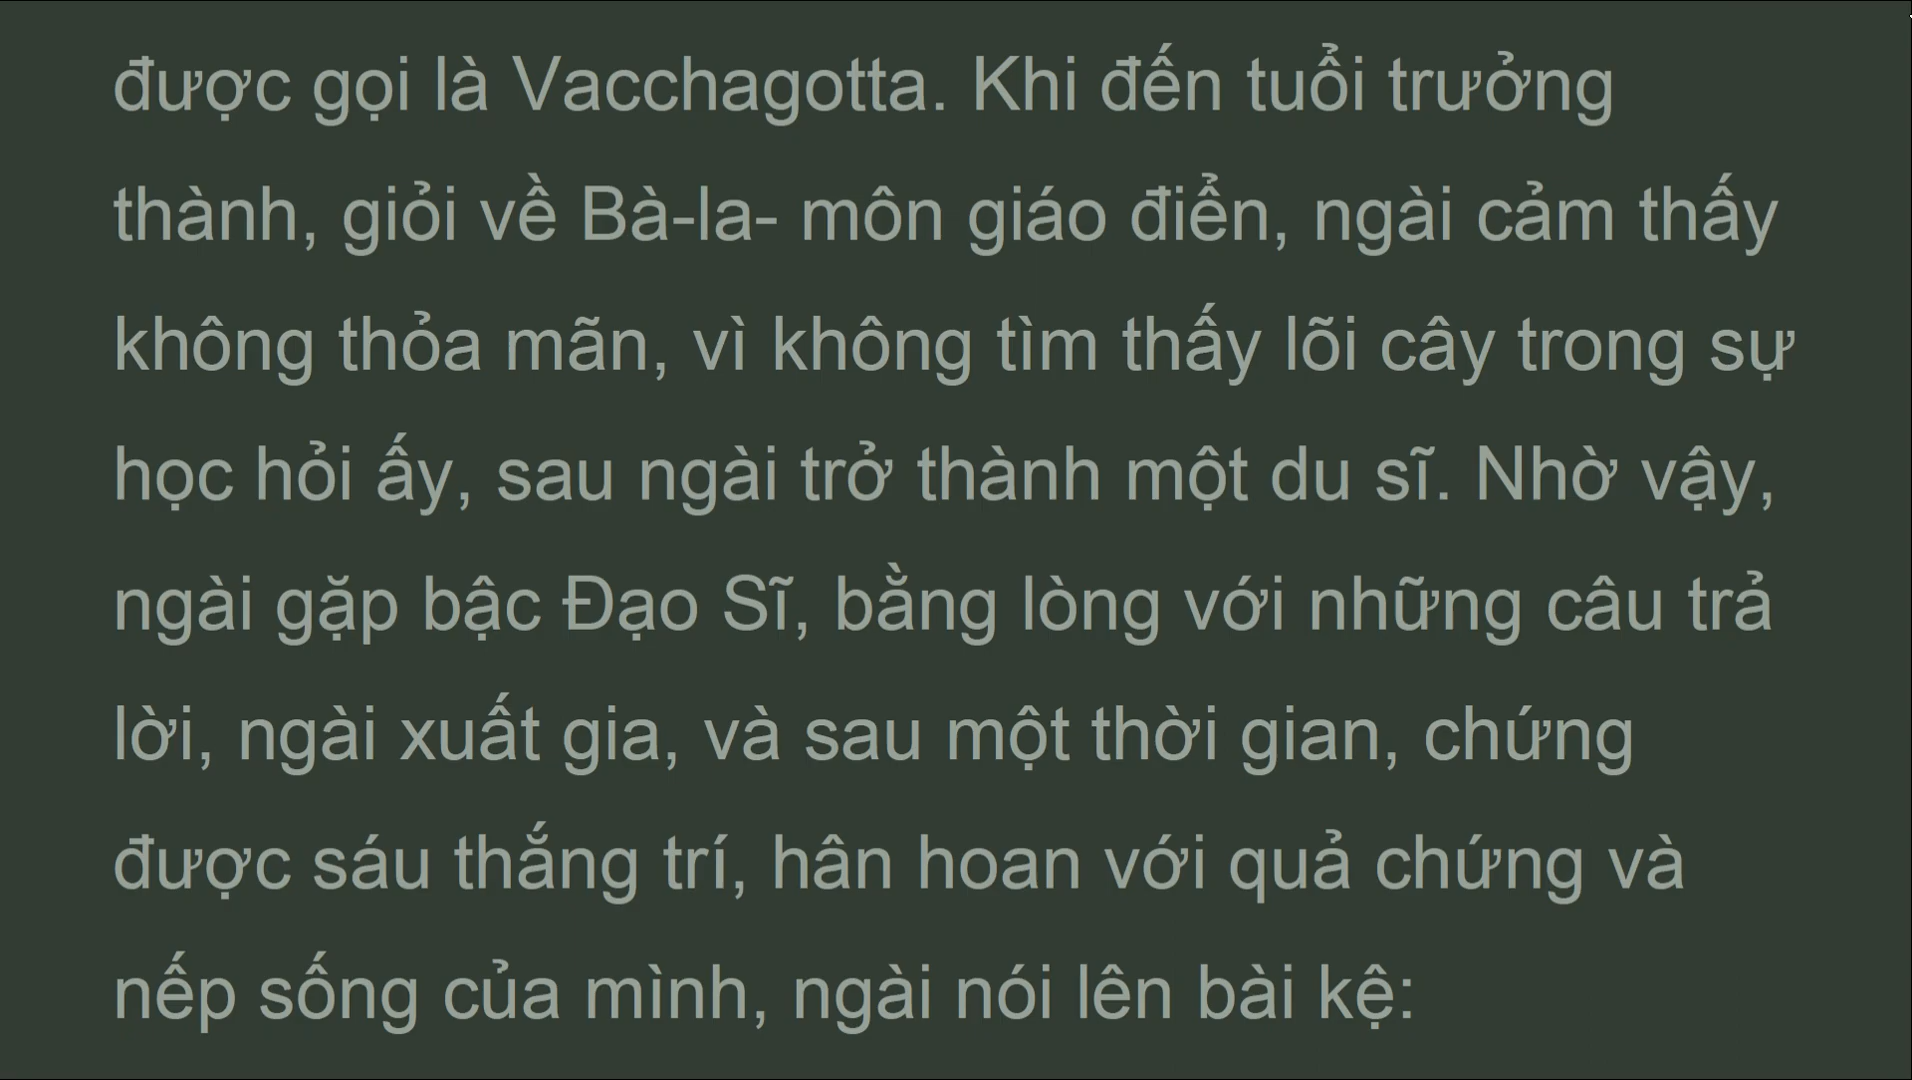 được gọi là Vacchagotta. Khi đến tuổi trưởng
thành, giỏi về Bà-la- môn giáo điển, ngài cảm thấy
không thỏa mãn, vì không tìm thấy lõi cây trong sự
học hỏi ấy, sau ngài trở thành một du sĩ. Nhờ vậy,
ngài gặp bậc Đạo Sĩ, bằng lòng với những câu trả
lời, ngài xuất gia, và sau một thời gian, chứng
được sáu thắng trí, hân hoan với quả chứng và
nếp sống của mình, ngài nói lên bài kệ: